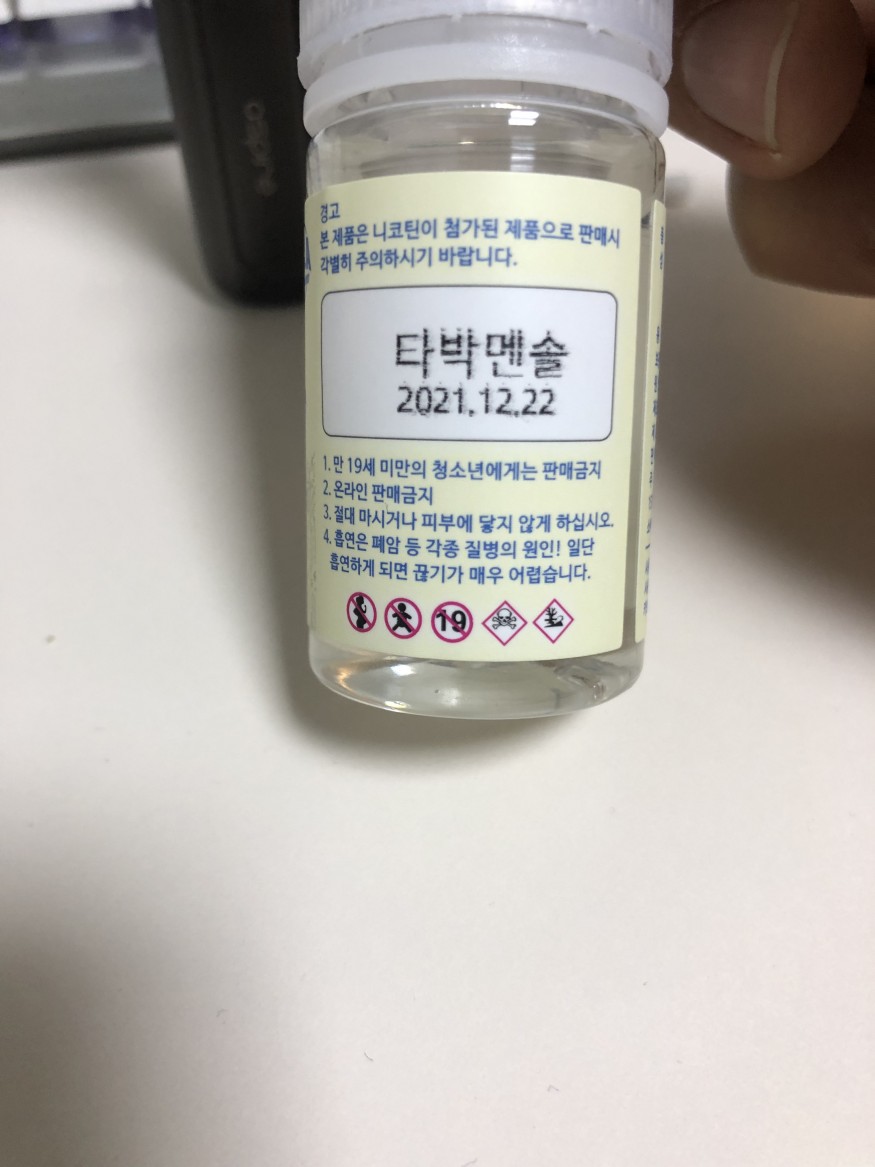 경고
본 제품은 니코틴이 첨가된 제품으로 판매시
각별히 주의하시기 바랍니다.
타박멘솔
2021.12.22
1. 만 19세 미만의 청소년에게는 판매금지
2. 온라인 판매금지
3. 절대 마시거나 피부에 닿지 않게 하십시오.
4. 흡연은 폐암 등 각종 질병의 원인! 일단
흡연하게 되면 끊기가 매우 어렵습니다.
19